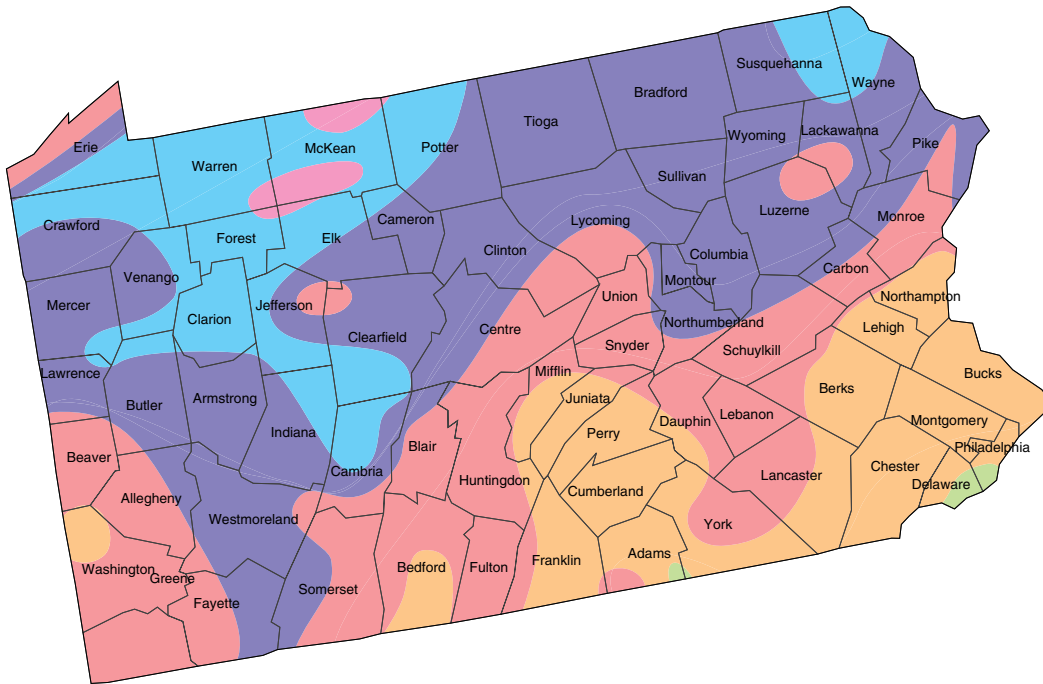 Susquehanna
Wayne
Bradford
Tioga
Wyoming
Lackawanna
Erie
McKean
Potter
Pike
Warren
Sullivan
Luzerne
Monroe
Crawford
Cameron
Lycoming
Forest
Elk
Clinton
Columbia
Carbon
Venango
Montour
Northampton
Mercer
Jefferson
Union
Clarion
Northumberland
Lehigh
Centre
Clearfield
Snyder
Schuylkill
Lawrence
Mifflin
Bucks
Berks
Armstrong
Juniata
Butler
Lebanon
Dauphin
Montgomery
Indiana
Perry
Blair
Philadelphia
Beaver
Cambria
Chester
Lancaster
Huntingdon
Delaware
Cumberland
Allegheny
Westmoreland
York
Adams
Franklin
Bedford
Fulton
Washington
Greene
Somerset
Fayette